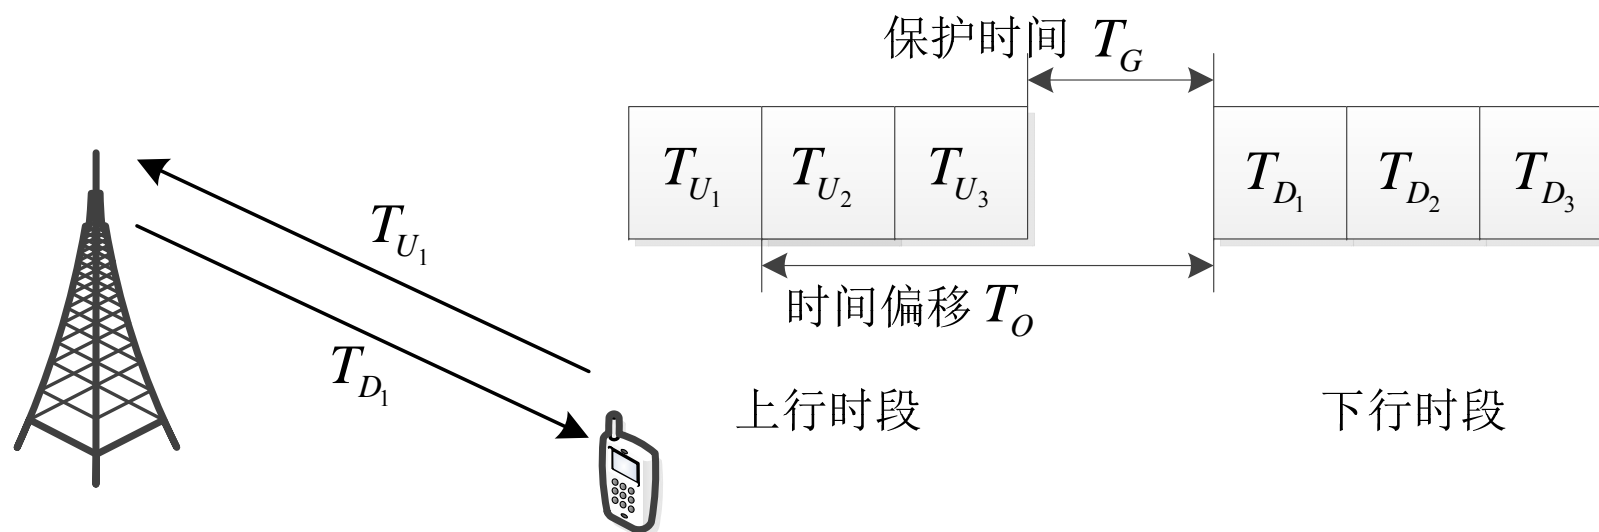 保护时间 T_G
T_{U_1} T_{U_2} T_{U_3} T_{D_1} T_{D_2} T_{D_3}
T_{U_1}
时间偏移 T_O
T_{D_1}
上行时段 下行时段